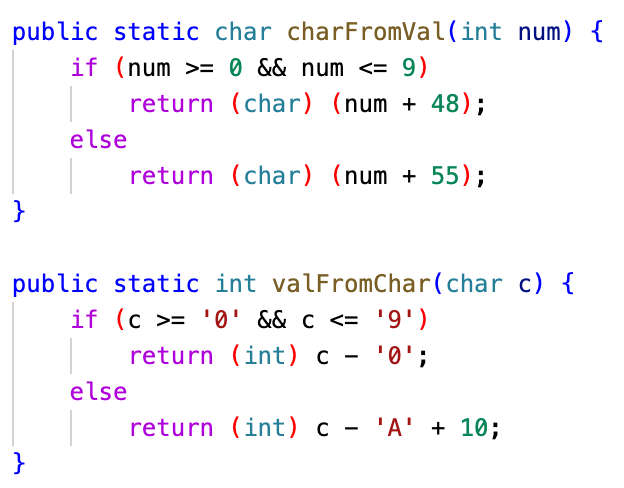 public static char charFromVal(int num) {
    if (num >= 0 && num <= 9)
        return (char) (num + 48);
    else
        return (char) (num + 55);
}

public static int valFromChar(char c) {
    if (c >= '0' && c <= '9')
        return (int) c - '0';
    else
        return (int) c - 'A' + 10;
}